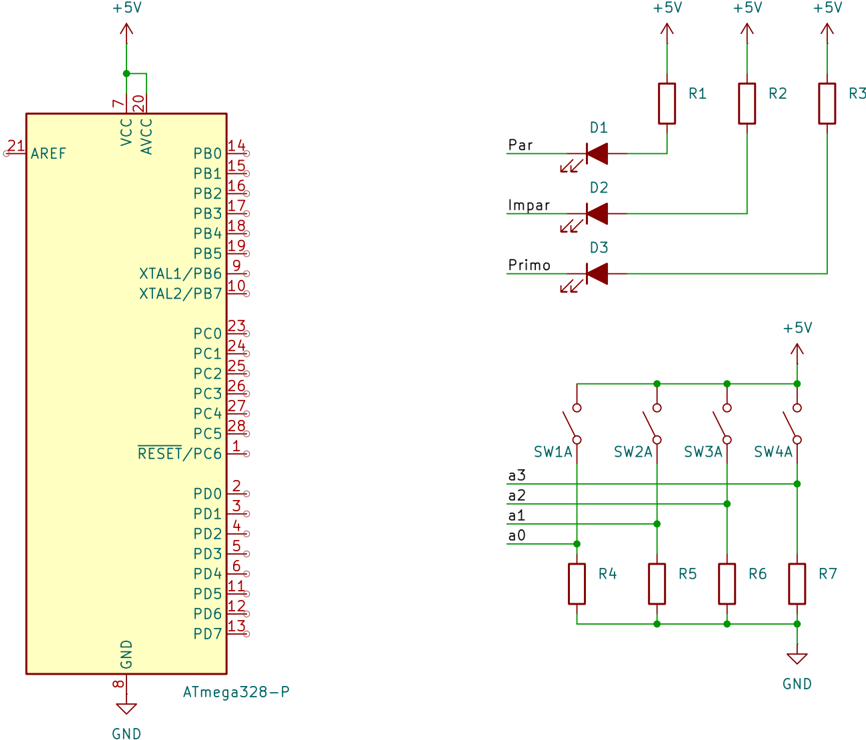 +5V
7
20
VCC
AVCC
21
AREF
PB0 14
PB1 15
PB2 16
PB3 17
PB4 18
PB5 19
XTAL1/PB6 9
XTAL2/PB7 10
PC0 23
PC1 24
PC2 25
PC3 26
PC4 27
PC5 28
RESET/PC6 1
PD0 2
PD1 3
PD2 4
PD3 5
PD4 6
PD5 11
PD6 12
PD7 13
GND
8
ATmega328-P
GND
+5V +5V +5V
R1 R2 R3
D1
Par
D2
Impar
D3
Primo
+5V
SW1A SW2A SW3A SW4A
a3
a2
a1
a0
R4 R5 R6 R7
GND